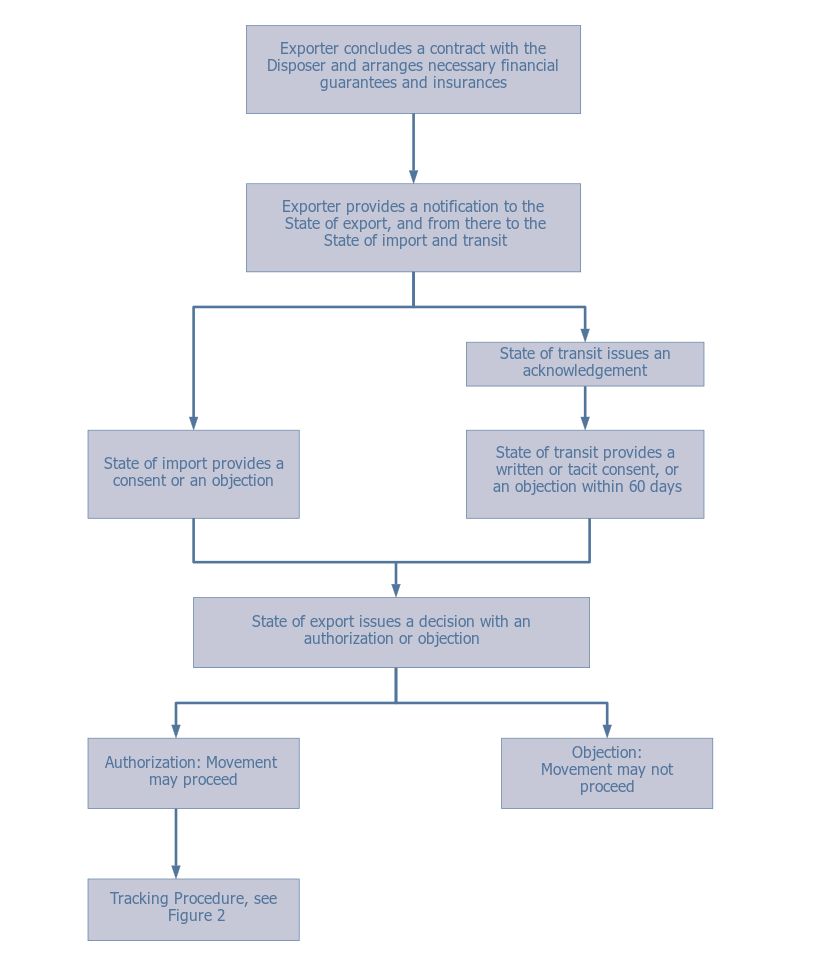 Exporter concludes a contract with the
Disposer and arranges necessary financial
guarantees and insurances
Exporter provides a notification to the
State of export, and from there to the
State of import and transit
State of transit issues an
acknowledgement
State of import provides a
consent or an objection
State of transit provides a
written or tacit consent, or
an objection within 60 days
State of export issues a decision with an
authorization or objection
Authorization: Movement
may proceed
Objection:
Movement may not
proceed
Tracking Procedure, see
Figure 2